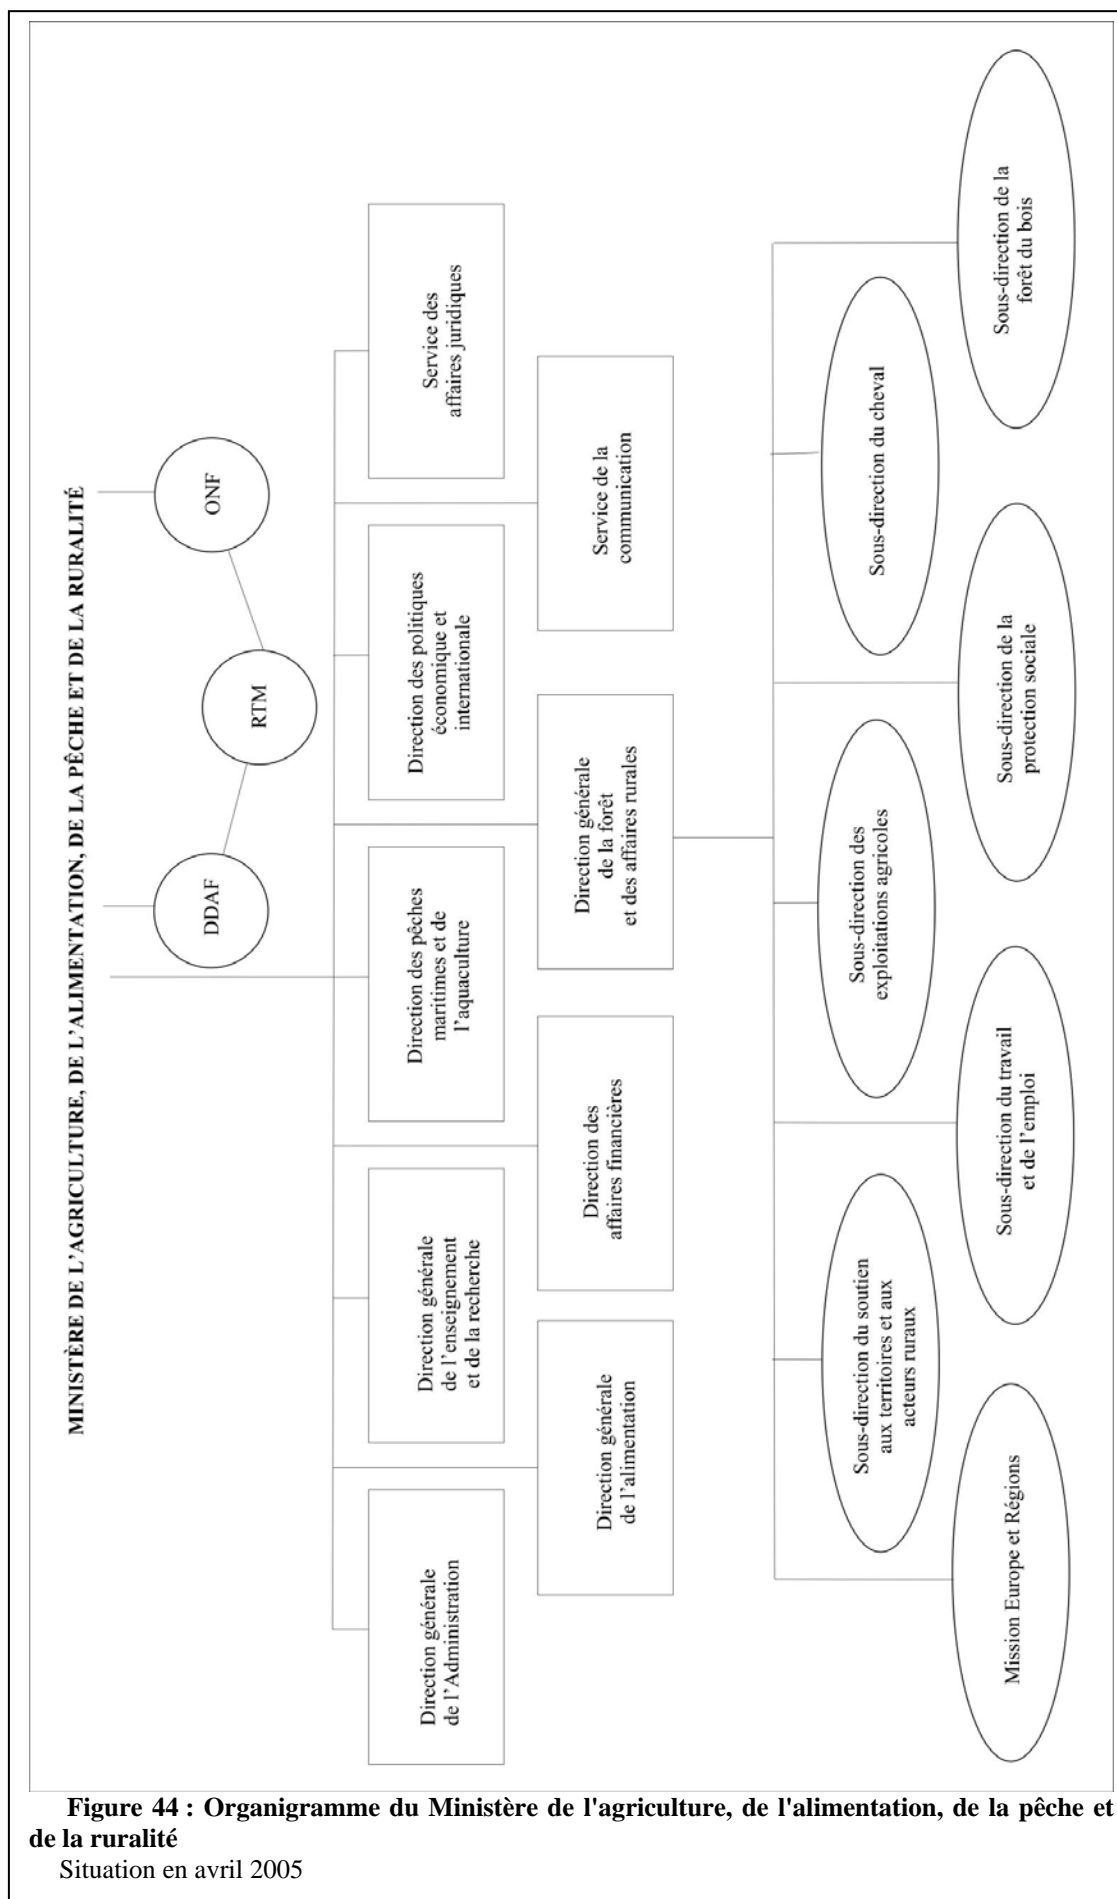 MINISTÈRE DE L'AGRICULTURE, DE L'ALIMENTATION, DE LA PÊCHE ET DE LA RURALITÉ
DDAF
RTM
ONF
Direction générale
de l'Administration
Direction générale
de l'enseignement
et de la recherche
Direction des pêches
maritimes et de
l'aquaculture
Direction des politiques
économique et
internationale
Service des
affaires juridiques
Direction générale
de l'alimentation
Direction des
affaires financières
Direction générale
de la forêt
et des affaires rurales
Service de la
communication
Sous-direction du soutien
aux territoires et aux
acteurs ruraux
Sous-direction des
exploitations agricoles
Sous-direction du cheval
Mission Europe et Régions
Sous-direction du travail
et de l'emploi
Sous-direction de la
protection sociale
Sous-direction de la
forêt du bois
Figure 44 : Organigramme du Ministère de l'agriculture, de l'alimentation, de la pêche et
de la ruralité
Situation en avril 2005